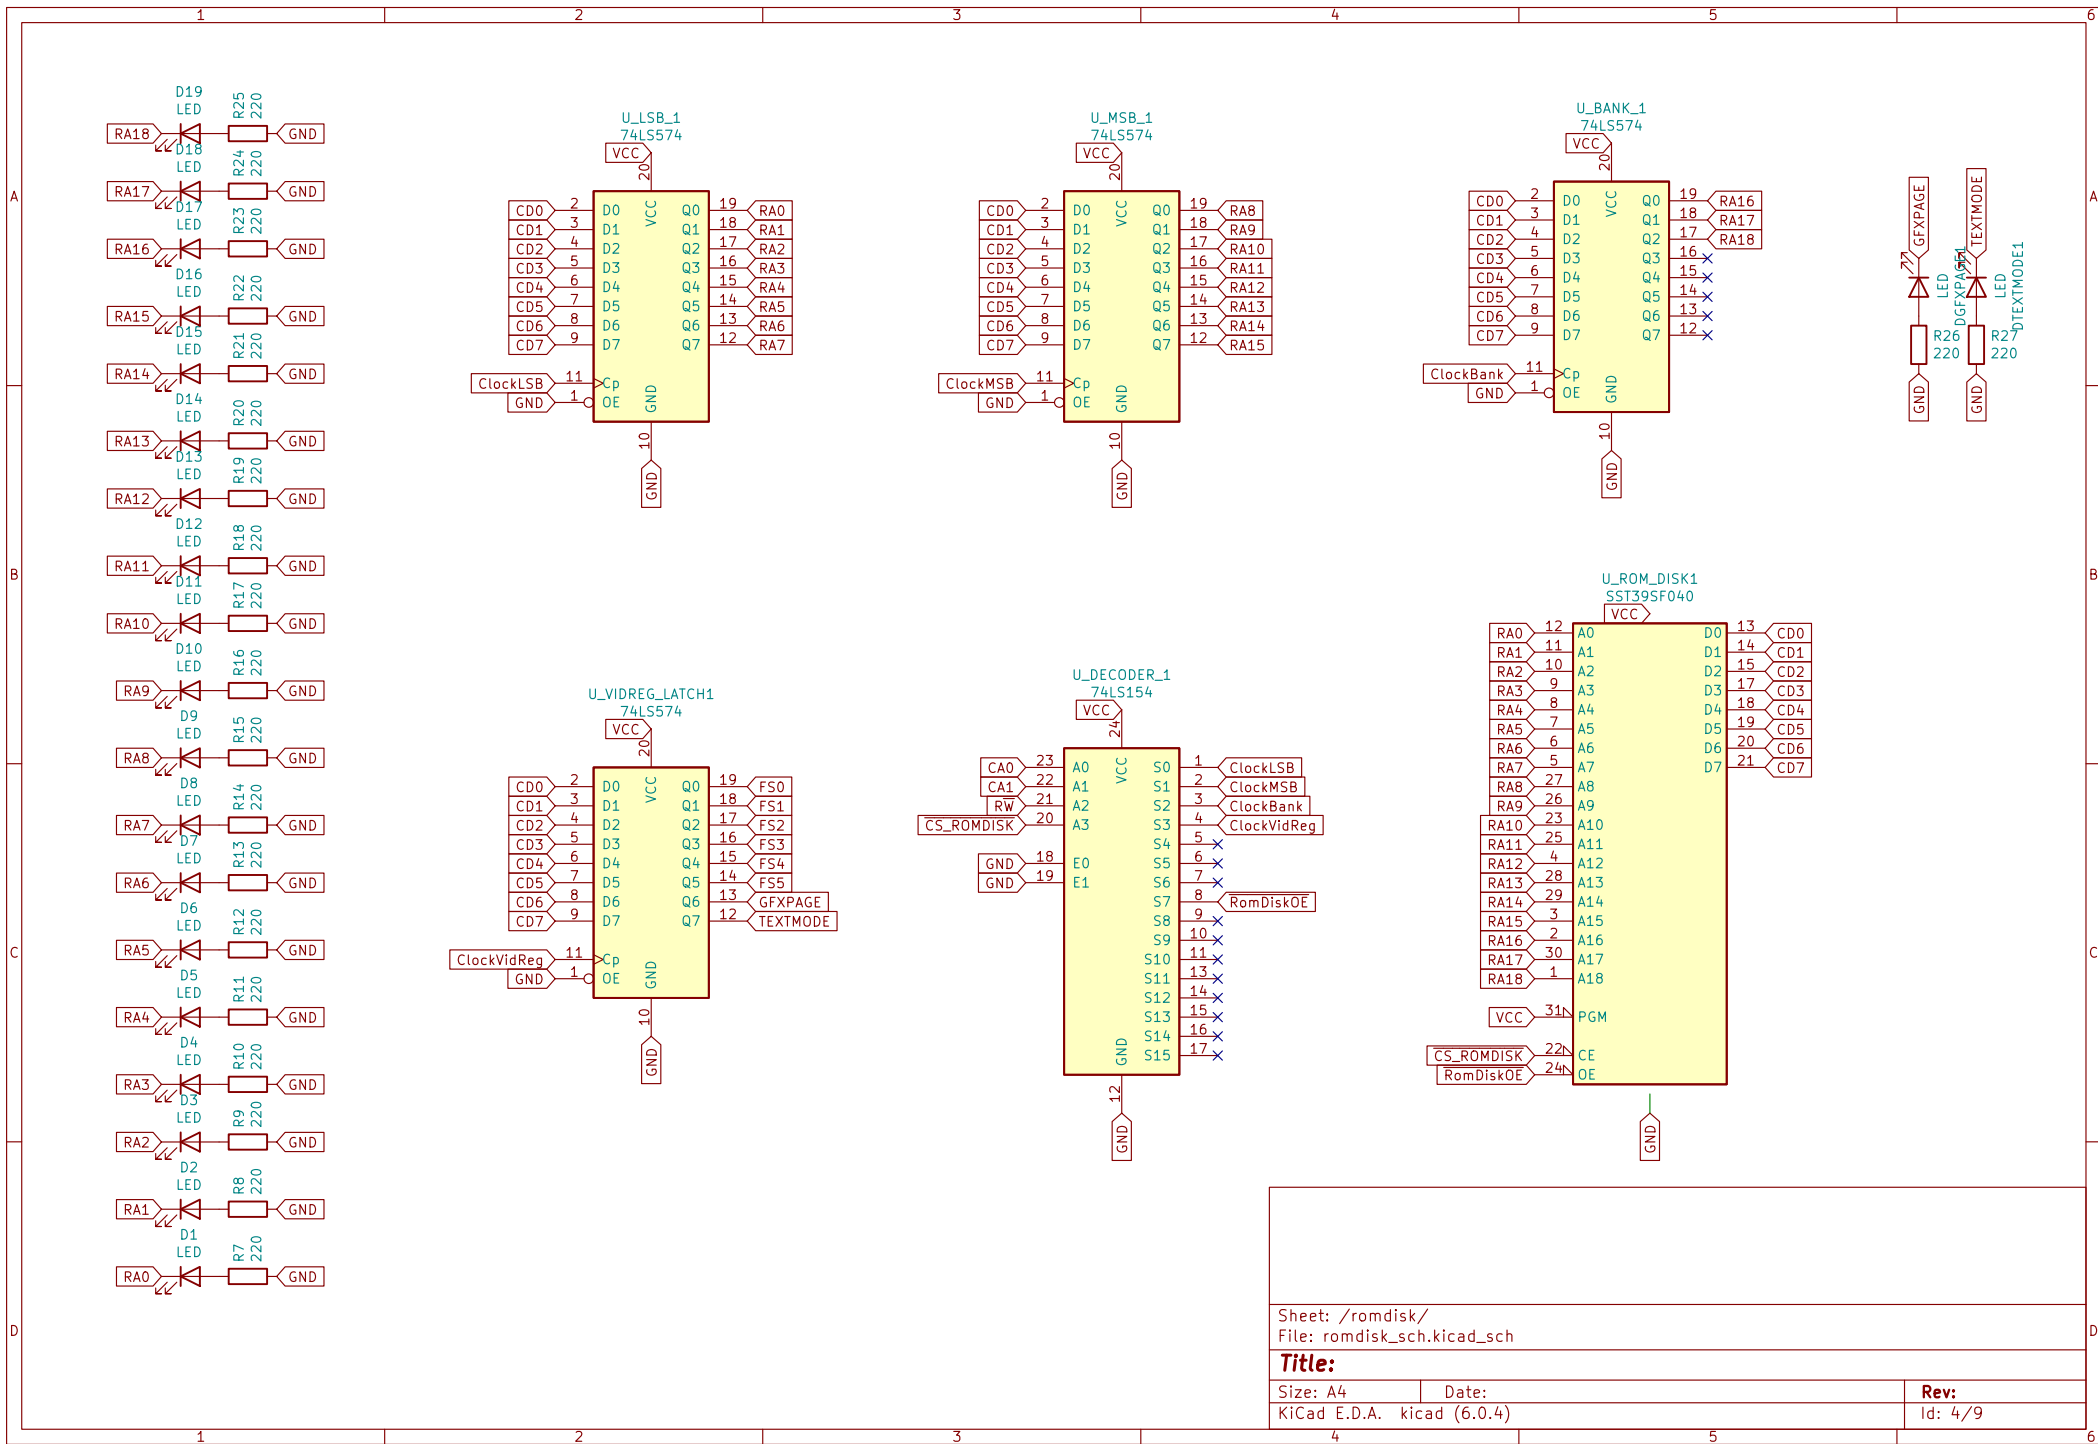 1 2 3 4 5 6
A
B
C
D
D19
LED
R25
220
RA18
GND
D18
LED
R24
220
RA17
GND
D17
LED
R23
220
RA16
GND
D16
LED
R22
220
RA15
GND
D15
LED
R21
220
RA14
GND
D14
LED
R20
220
RA13
GND
D13
LED
R19
220
RA12
GND
D12
LED
R18
220
RA11
GND
D11
LED
R17
220
RA10
GND
D10
LED
R16
220
RA9
GND
D9
LED
R15
220
RA8
GND
D8
LED
R14
220
RA7
GND
D7
LED
R13
220
RA6
GND
D6
LED
R12
220
RA5
GND
D5
LED
R11
220
RA4
GND
D4
LED
R10
220
RA3
GND
D3
LED
R9
220
RA2
GND
D2
LED
R8
220
RA1
GND
D1
LED
R7
220
RA0
GND
U_LSB_1
74LS574
VCC
20
VCC
CD0 2 D0 Q0 19 RA0
CD1 3 D1 Q1 18 RA1
CD2 4 D2 Q2 17 RA2
CD3 5 D3 Q3 16 RA3
CD4 6 D4 Q4 15 RA4
CD5 7 D5 Q5 14 RA5
CD6 8 D6 Q6 13 RA6
CD7 9 D7 Q7 12 RA7
ClockLSB 11 Cp
GND 1 OE
GND
10
GND
U_MSB_1
74LS574
VCC
20
VCC
CD0 2 D0 Q0 19 RA8
CD1 3 D1 Q1 18 RA9
CD2 4 D2 Q2 17 RA10
CD3 5 D3 Q3 16 RA11
CD4 6 D4 Q4 15 RA12
CD5 7 D5 Q5 14 RA13
CD6 8 D6 Q6 13 RA14
CD7 9 D7 Q7 12 RA15
ClockMSB 11 Cp
GND 1 OE
GND
10
GND
U_BANK_1
74LS574
VCC
20
VCC
CD0 2 D0 Q0 19 RA16
CD1 3 D1 Q1 18 RA17
CD2 4 D2 Q2 17 RA18
CD3 5 D3 Q3 16
CD4 6 D4 Q4 15
CD5 7 D5 Q5 14
CD6 8 D6 Q6 13
CD7 9 D7 Q7 12
ClockBank 11 Cp
GND 1 OE
GND
10
GND
GFXPAGE
LED
DGFXPAGE1
R26
220
GND
TEXTMODE
LED
DTEXTMODE1
R27
220
GND
U_VIDREG_LATCH1
74LS574
VCC
20
VCC
CD0 2 D0 Q0 19 FS0
CD1 3 D1 Q1 18 FS1
CD2 4 D2 Q2 17 FS2
CD3 5 D3 Q3 16 FS3
CD4 6 D4 Q4 15 FS4
CD5 7 D5 Q5 14 FS5
CD6 8 D6 Q6 13 GFXPAGE
CD7 9 D7 Q7 12 TEXTMODE
ClockVidReg 11 Cp
GND 1 OE
GND
10
GND
U_DECODER_1
74LS154
VCC
24
VCC
CA0 23 A0 S0 1 ClockLSB
CA1 22 A1 S1 2 ClockMSB
RW 21 A2 S2 3 ClockBank
CS_ROMDISK 20 A3 S3 4 ClockVidReg
S4 5
GND 18 E0 S5 6
GND 19 E1 S6 7
S7 8 RomDiskOE
S8 9
S9 10
S10 11
S11 13
S12 14
S13 15
S14 16
S15 17
GND
12
GND
U_ROM_DISK1
SST39SF040
VCC
RA0 12 A0 D0 13 CD0
RA1 11 A1 D1 14 CD1
RA2 10 A2 D2 15 CD2
RA3 9 A3 D3 17 CD3
RA4 8 A4 D4 18 CD4
RA5 7 A5 D5 19 CD5
RA6 6 A6 D6 20 CD6
RA7 5 A7 D7 21 CD7
RA8 27 A8
RA9 26 A9
RA10 23 A10
RA11 25 A11
RA12 4 A12
RA13 28 A13
RA14 29 A14
RA15 3 A15
RA16 2 A16
RA17 30 A17
RA18 1 A18
VCC 31 PGM
CS_ROMDISK 22 CE
RomDiskOE 24 OE
GND
Sheet: /romdisk/
File: romdisk_sch.kicad_sch
Title:
Size: A4 Date: Rev:
KiCad E.D.A. kicad (6.0.4) Id: 4/9
A
B
C
D
1 2 3 4 5 6